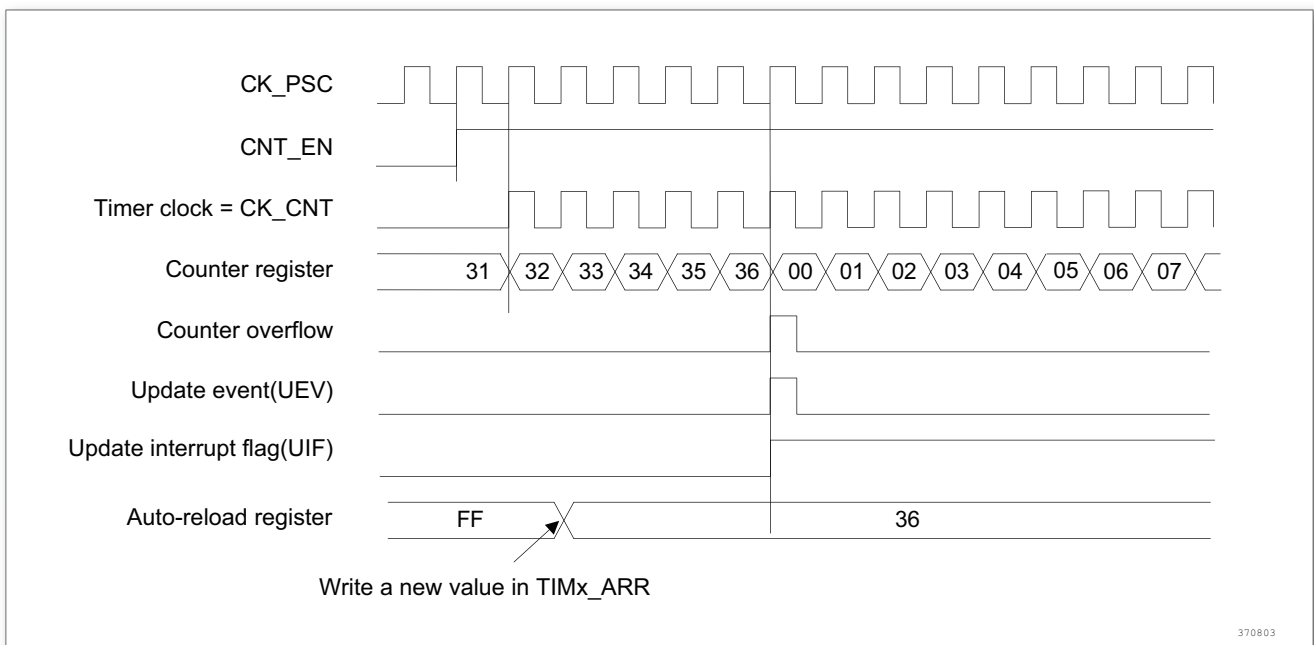 CK_PSC
CNT_EN
Timer clock = CK_CNT
Counter register 31 32 33 34 35 36 00 01 02 03 04 05 06 07
Counter overflow
Update event(UEV)
Update interrupt flag(UIF)
Auto-reload register FF 36
Write a new value in TIMx_ARR
370803